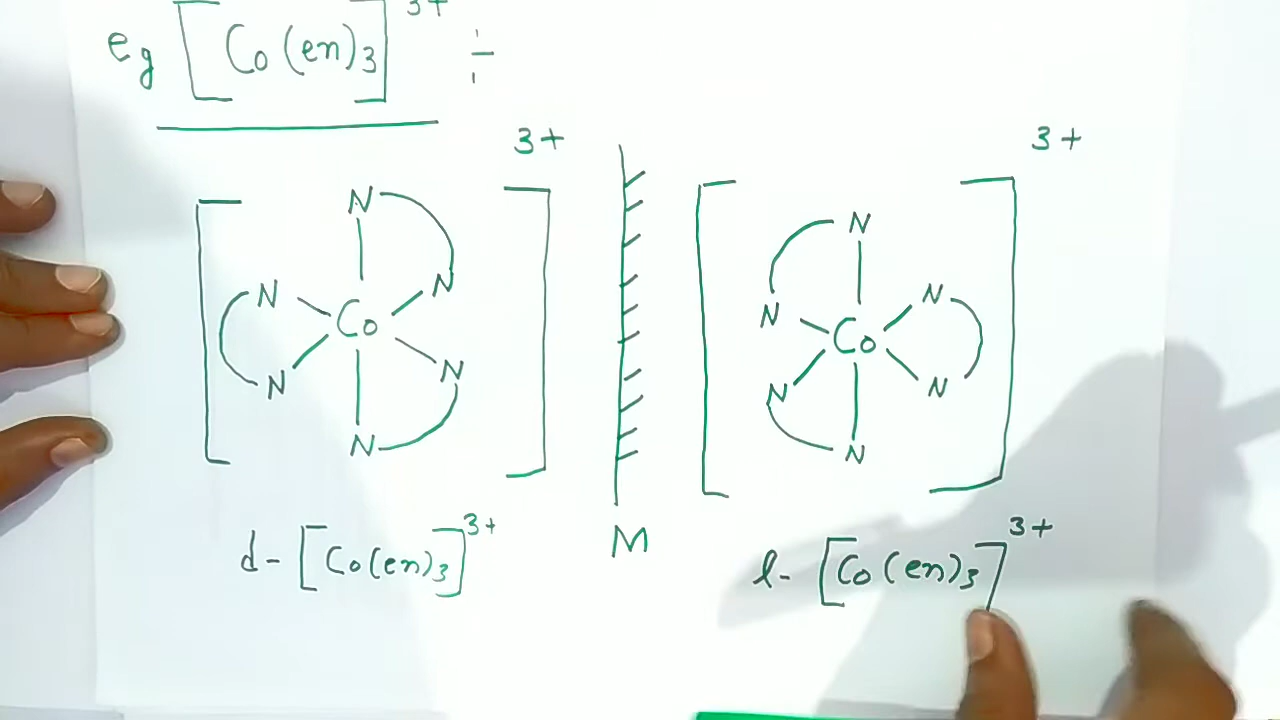 eg [Co(en)3]3+ ÷
3+ 3+
N N
N N N N
Co Co
N N N N
N N
d-[Co(en)3]3+ M l-[Co(en)3]3+